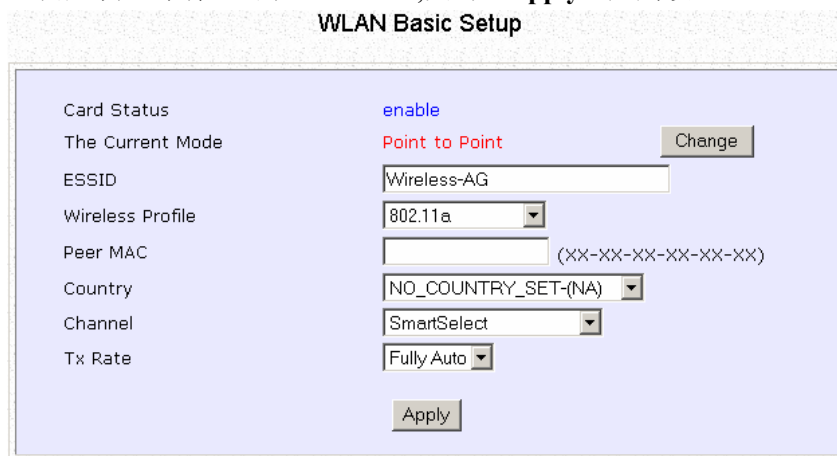 Apply
WLAN Basic Setup
Card Status enable
The Current Mode Point to Point Change
ESSID Wireless-AG
Wireless Profile 802.11a
Peer MAC (XX-XX-XX-XX-XX-XX)
Country NO_COUNTRY_SET-(NA)
Channel SmartSelect
Tx Rate Fully Auto
Apply